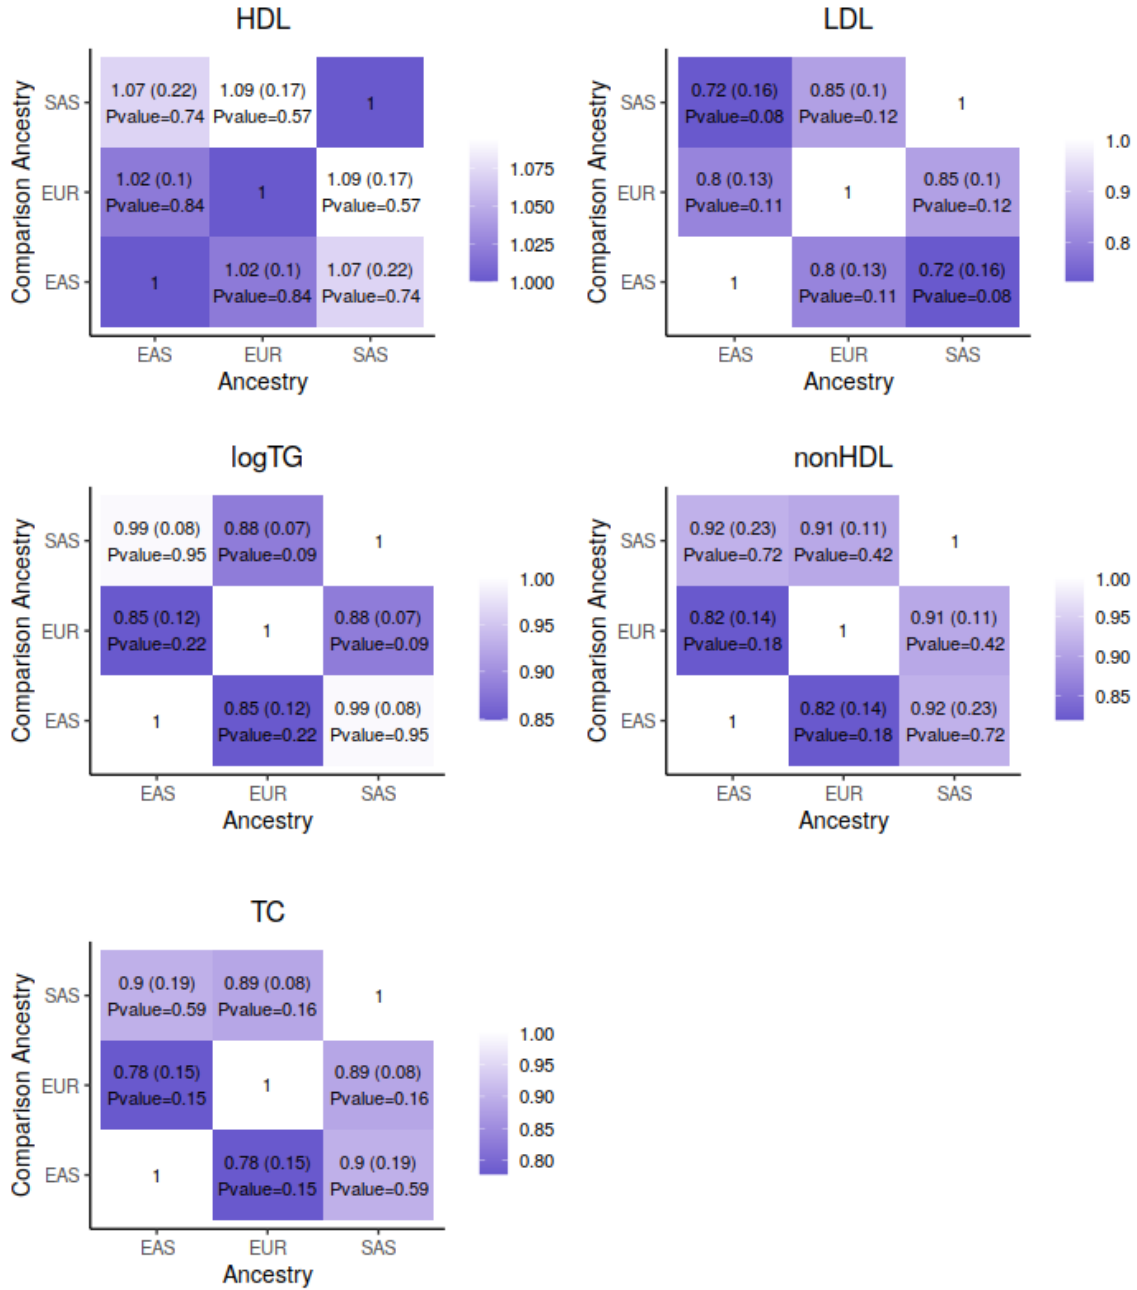 HDL
Comparison Ancestry
SAS
EUR
EAS
1.07 (0.22)
Pvalue=0.74
1.09 (0.17)
Pvalue=0.57
1
1.02 (0.1)
Pvalue=0.84
1
1.09 (0.17)
Pvalue=0.57
1
1.02 (0.1)
Pvalue=0.84
1.07 (0.22)
Pvalue=0.74
EAS
EUR
SAS
Ancestry
1.075
1.050
1.025
1.000
LDL
Comparison Ancestry
SAS
EUR
EAS
0.72 (0.16)
Pvalue=0.08
0.85 (0.1)
Pvalue=0.12
1
0.8 (0.13)
Pvalue=0.11
1
0.85 (0.1)
Pvalue=0.12
1
0.8 (0.13)
Pvalue=0.11
0.72 (0.16)
Pvalue=0.08
EAS
EUR
SAS
Ancestry
1.0
0.9
0.8
logTG
Comparison Ancestry
SAS
EUR
EAS
0.99 (0.08)
Pvalue=0.95
0.88 (0.07)
Pvalue=0.09
1
0.85 (0.12)
Pvalue=0.22
1
0.88 (0.07)
Pvalue=0.09
1
0.85 (0.12)
Pvalue=0.22
0.99 (0.08)
Pvalue=0.95
EAS
EUR
SAS
Ancestry
1.00
0.95
0.90
0.85
nonHDL
Comparison Ancestry
SAS
EUR
EAS
0.92 (0.23)
Pvalue=0.72
0.91 (0.11)
Pvalue=0.42
1
0.82 (0.14)
Pvalue=0.18
1
0.91 (0.11)
Pvalue=0.42
1
0.82 (0.14)
Pvalue=0.18
0.92 (0.23)
Pvalue=0.72
EAS
EUR
SAS
Ancestry
1.00
0.95
0.90
0.85
TC
Comparison Ancestry
SAS
EUR
EAS
0.9 (0.19)
Pvalue=0.59
0.89 (0.08)
Pvalue=0.16
1
0.78 (0.15)
Pvalue=0.15
1
0.89 (0.08)
Pvalue=0.16
1
0.78 (0.15)
Pvalue=0.15
0.9 (0.19)
Pvalue=0.59
EAS
EUR
SAS
Ancestry
1.00
0.95
0.90
0.85
0.80